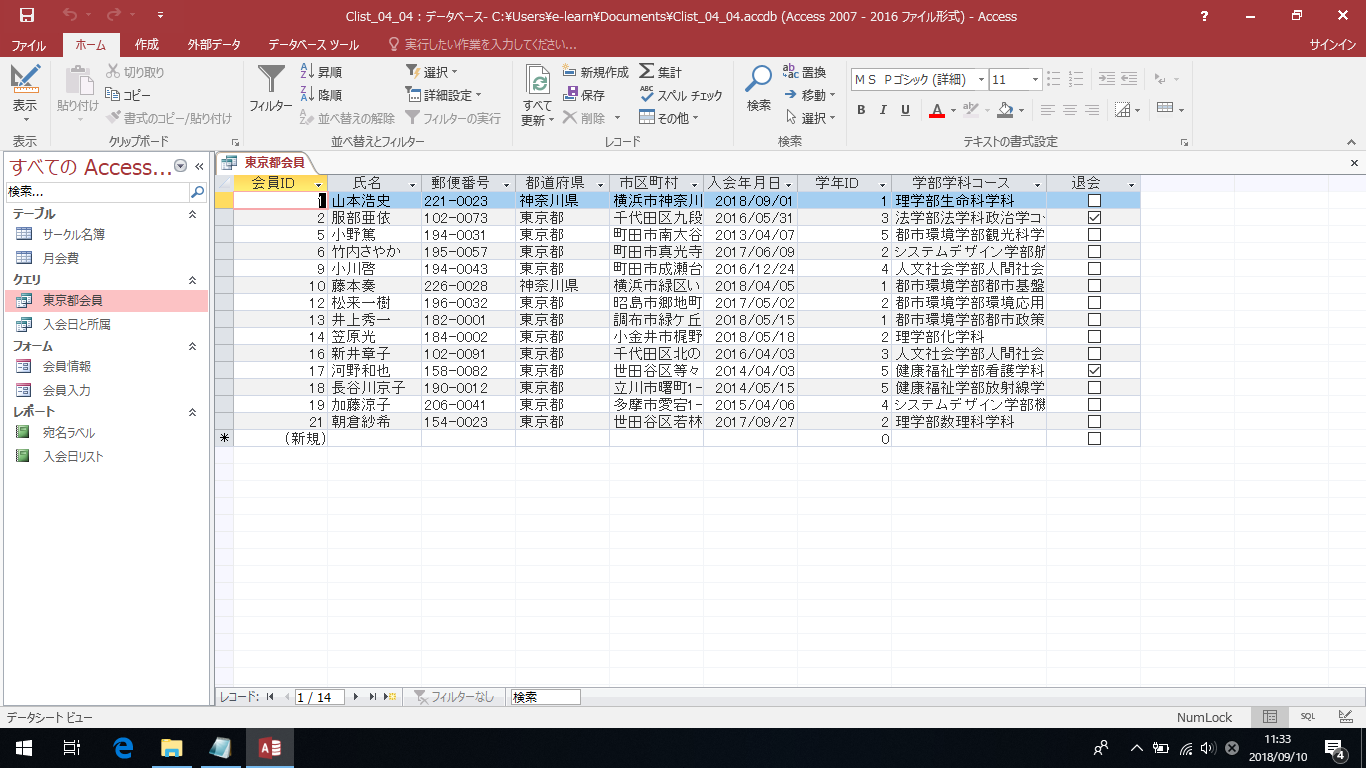 Clist_04_04 : データベース- C:¥Users¥e-learn¥Documents¥Clist_04_04.accdb (Access 2007 - 2016 ファイル形式) - Access
ファイル ホーム 作成 外部データ データベース ツール 実行したい作業を入力してください... サインイン
表示
表示
貼り付け
切り取り
コピー
書式のコピー/貼り付け
クリップボード
フィルター
昇順
降順
並べ替えの解除
選択
詳細設定
フィルターの実行
並べ替えとフィルター
すべて
更新
新規作成
保存
削除
集計
スペル チェック
その他
レコード
検索
置換
移動
選択
検索
ＭＳ Ｐゴシック (詳細) 11
B I U A
テキストの書式設定
すべての Access...
検索...
テーブル
サークル名簿
月会費
クエリ
東京都会員
入会日と所属
フォーム
会員情報
会員入力
レポート
宛名ラベル
入会日リスト
東京都会員
会員ID 氏名 郵便番号 都道府県 市区町村 入会年月日 学年ID 学部学科コース 退会
1 山本浩史 221-0023 神奈川県 横浜市神奈川 2018/09/01 1 理学部生命科学科
2 服部亜依 102-0073 東京都 千代田区九段 2016/05/31 3 法学部法学科政治学コ
5 小野篤 194-0031 東京都 町田市南大谷 2013/04/07 5 都市環境学部観光科学
6 竹内さやか 195-0057 東京都 町田市真光寺 2017/06/09 2 システムデザイン学部航
9 小川啓 194-0043 東京都 町田市成瀬台 2016/12/24 4 人文社会学部人間社会
10 藤本奏 226-0028 神奈川県 横浜市緑区い 2018/04/05 1 都市環境学部都市基盤
12 松来一樹 196-0032 東京都 昭島市郷地町 2017/05/02 2 都市環境学部環境応用
13 井上秀一 182-0001 東京都 調布市緑ケ丘 2018/05/15 1 都市環境学部都市政策
14 笠原光 184-0002 東京都 小金井市梶野 2018/05/18 2 理学部化学科
16 新井章子 102-0091 東京都 千代田区北の 2016/04/03 3 人文社会学部人間社会
17 河野和也 158-0082 東京都 世田谷区等々 2014/04/03 5 健康福祉学部看護学科
18 長谷川京子 190-0012 東京都 立川市曙町1- 2014/05/15 5 健康福祉学部放射線学
19 加藤涼子 206-0041 東京都 多摩市愛宕1- 2015/04/06 4 システムデザイン学部機
21 朝倉紗希 154-0023 東京都 世田谷区若林 2017/09/27 2 理学部数理科学科
* (新規) 0
レコード: 1 / 14 フィルターなし 検索
データシート ビュー NumLock SQL
11:33
2018/09/10
4